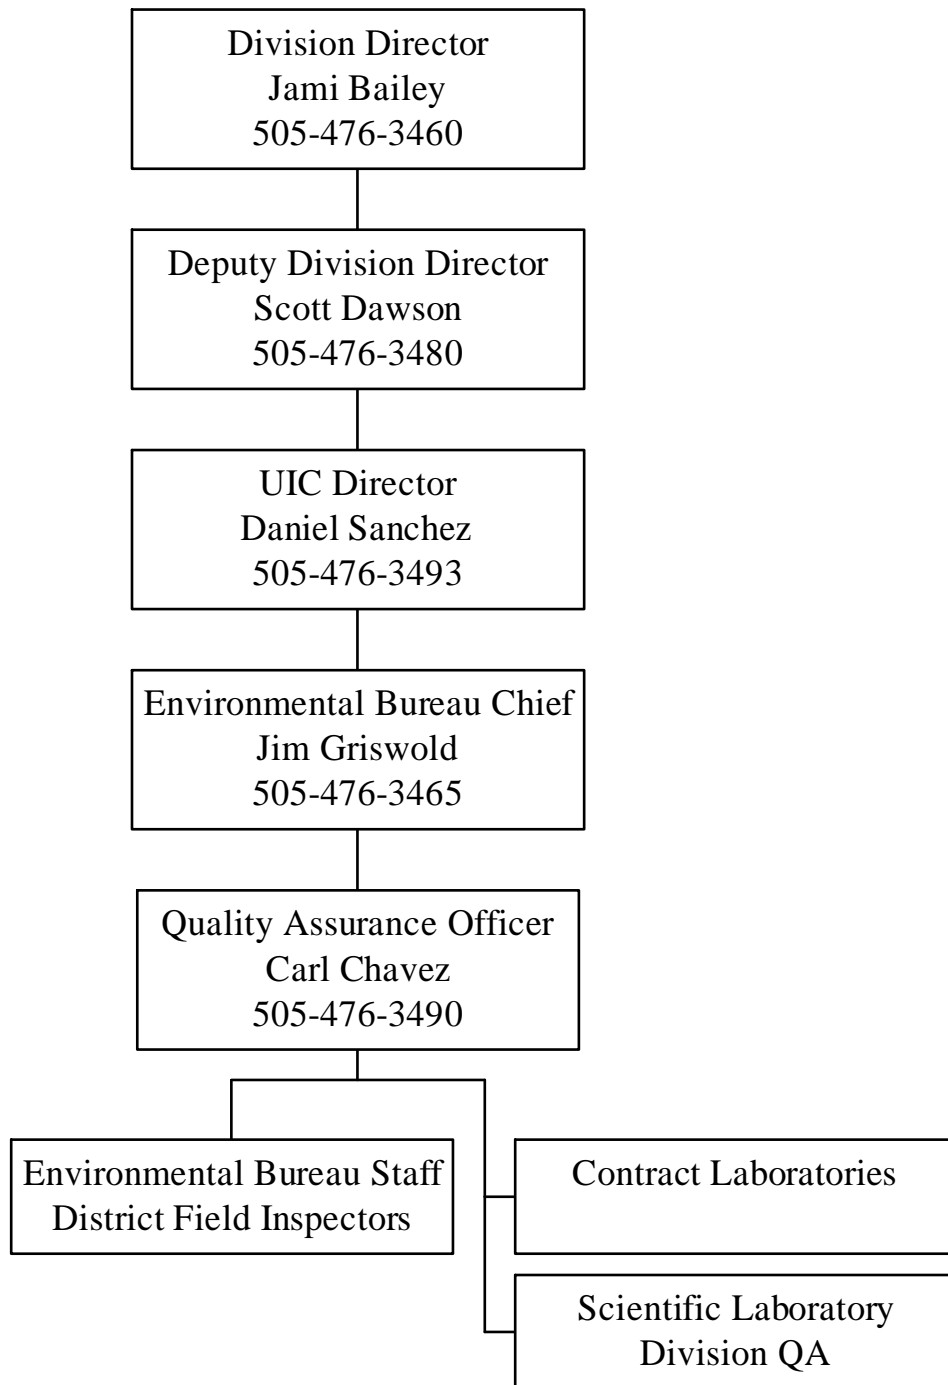 Division Director
Jami Bailey
505-476-3460
Deputy Division Director
Scott Dawson
505-476-3480
UIC Director
Daniel Sanchez
505-476-3493
Environmental Bureau Chief
Jim Griswold
505-476-3465
Quality Assurance Officer
Carl Chavez
505-476-3490
Environmental Bureau Staff
District Field Inspectors
Contract Laboratories
Scientific Laboratory
Division QA